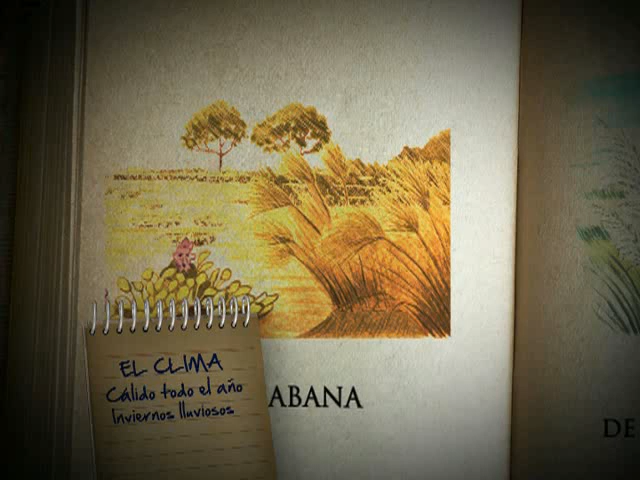 EL CLIMA
Cálido todo el año
Inviernos lluviosos
ABANA
DE